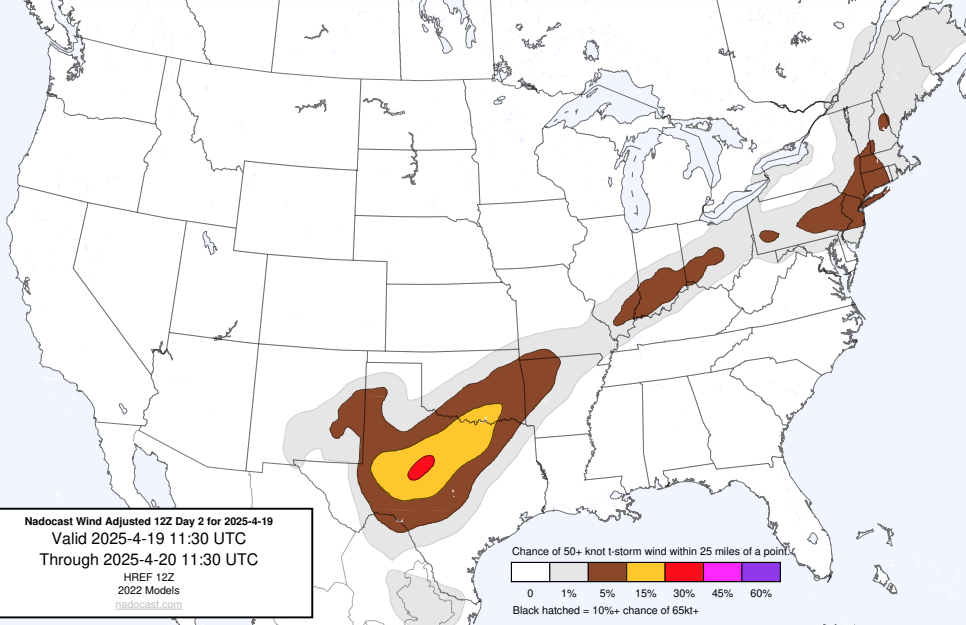 Nadocast Wind Adjusted 12Z Day 2 for 2025-4-19
Valid 2025-4-19 11:30 UTC
Through 2025-4-20 11:30 UTC
HREF 12Z
2022 Models
nadocast.com
Chance of 50+ knot t-storm wind within 25 miles of a point.
0 1% 5% 15% 30% 45% 60%
Black hatched = 10%+ chance of 65kt+